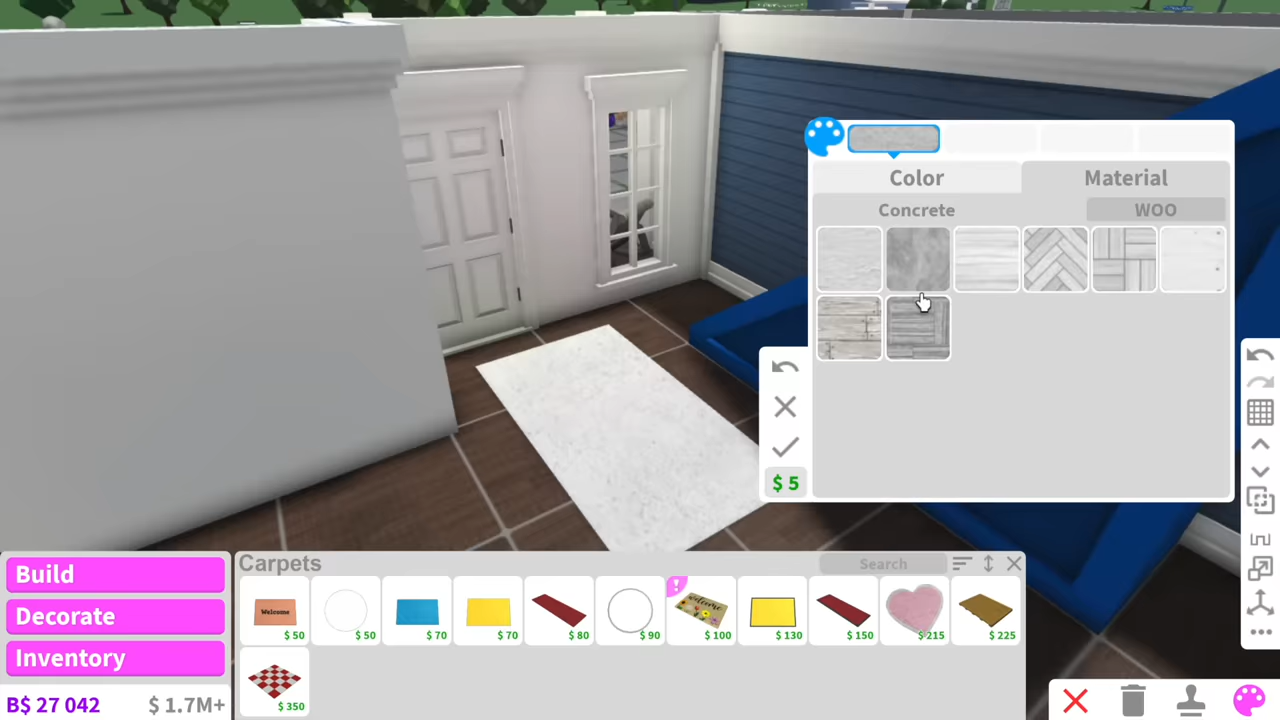 Color
Material
Concrete
WOO
$ 5
Build
Decorate
Inventory
B$ 27 042
$ 1.7M+
Carpets
Search
Welcome
$ 50
$ 50
$ 70
$ 70
$ 80
$ 90
!
welcome
$ 100
$ 130
$ 150
$ 215
$ 225
$ 350